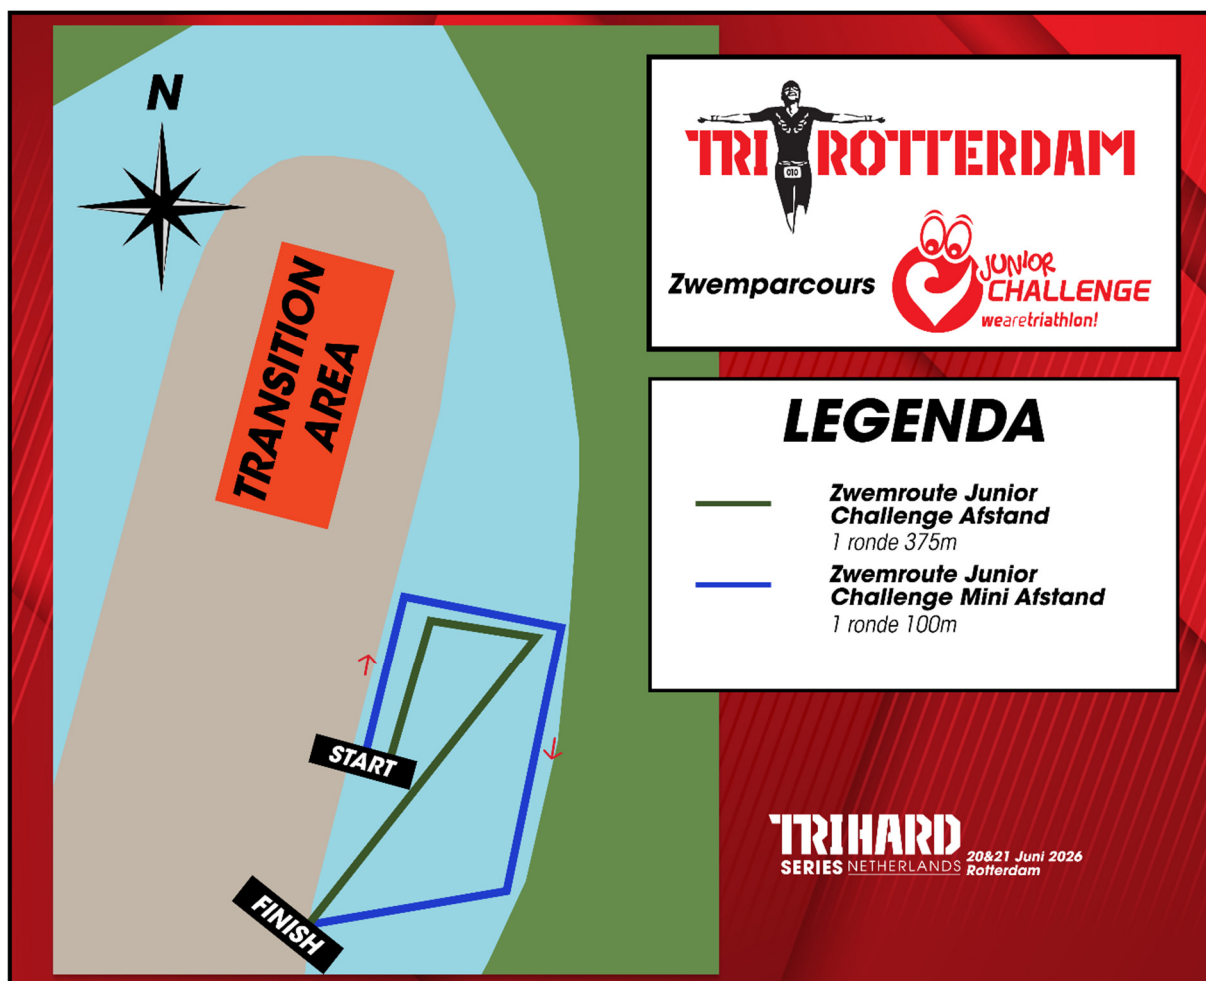 N
TRANSITION
AREA
START
FINISH
TRI ROTTERDAM
010
Zwemparcours
JUNIOR
CHALLENGE
wearetriathlon!
LEGENDA
Zwemroute Junior
Challenge Afstand
1 ronde 375m
Zwemroute Junior
Challenge Mini Afstand
1 ronde 100m
TRIHARD
SERIES NETHERLANDS
20&21 Juni 2026
Rotterdam